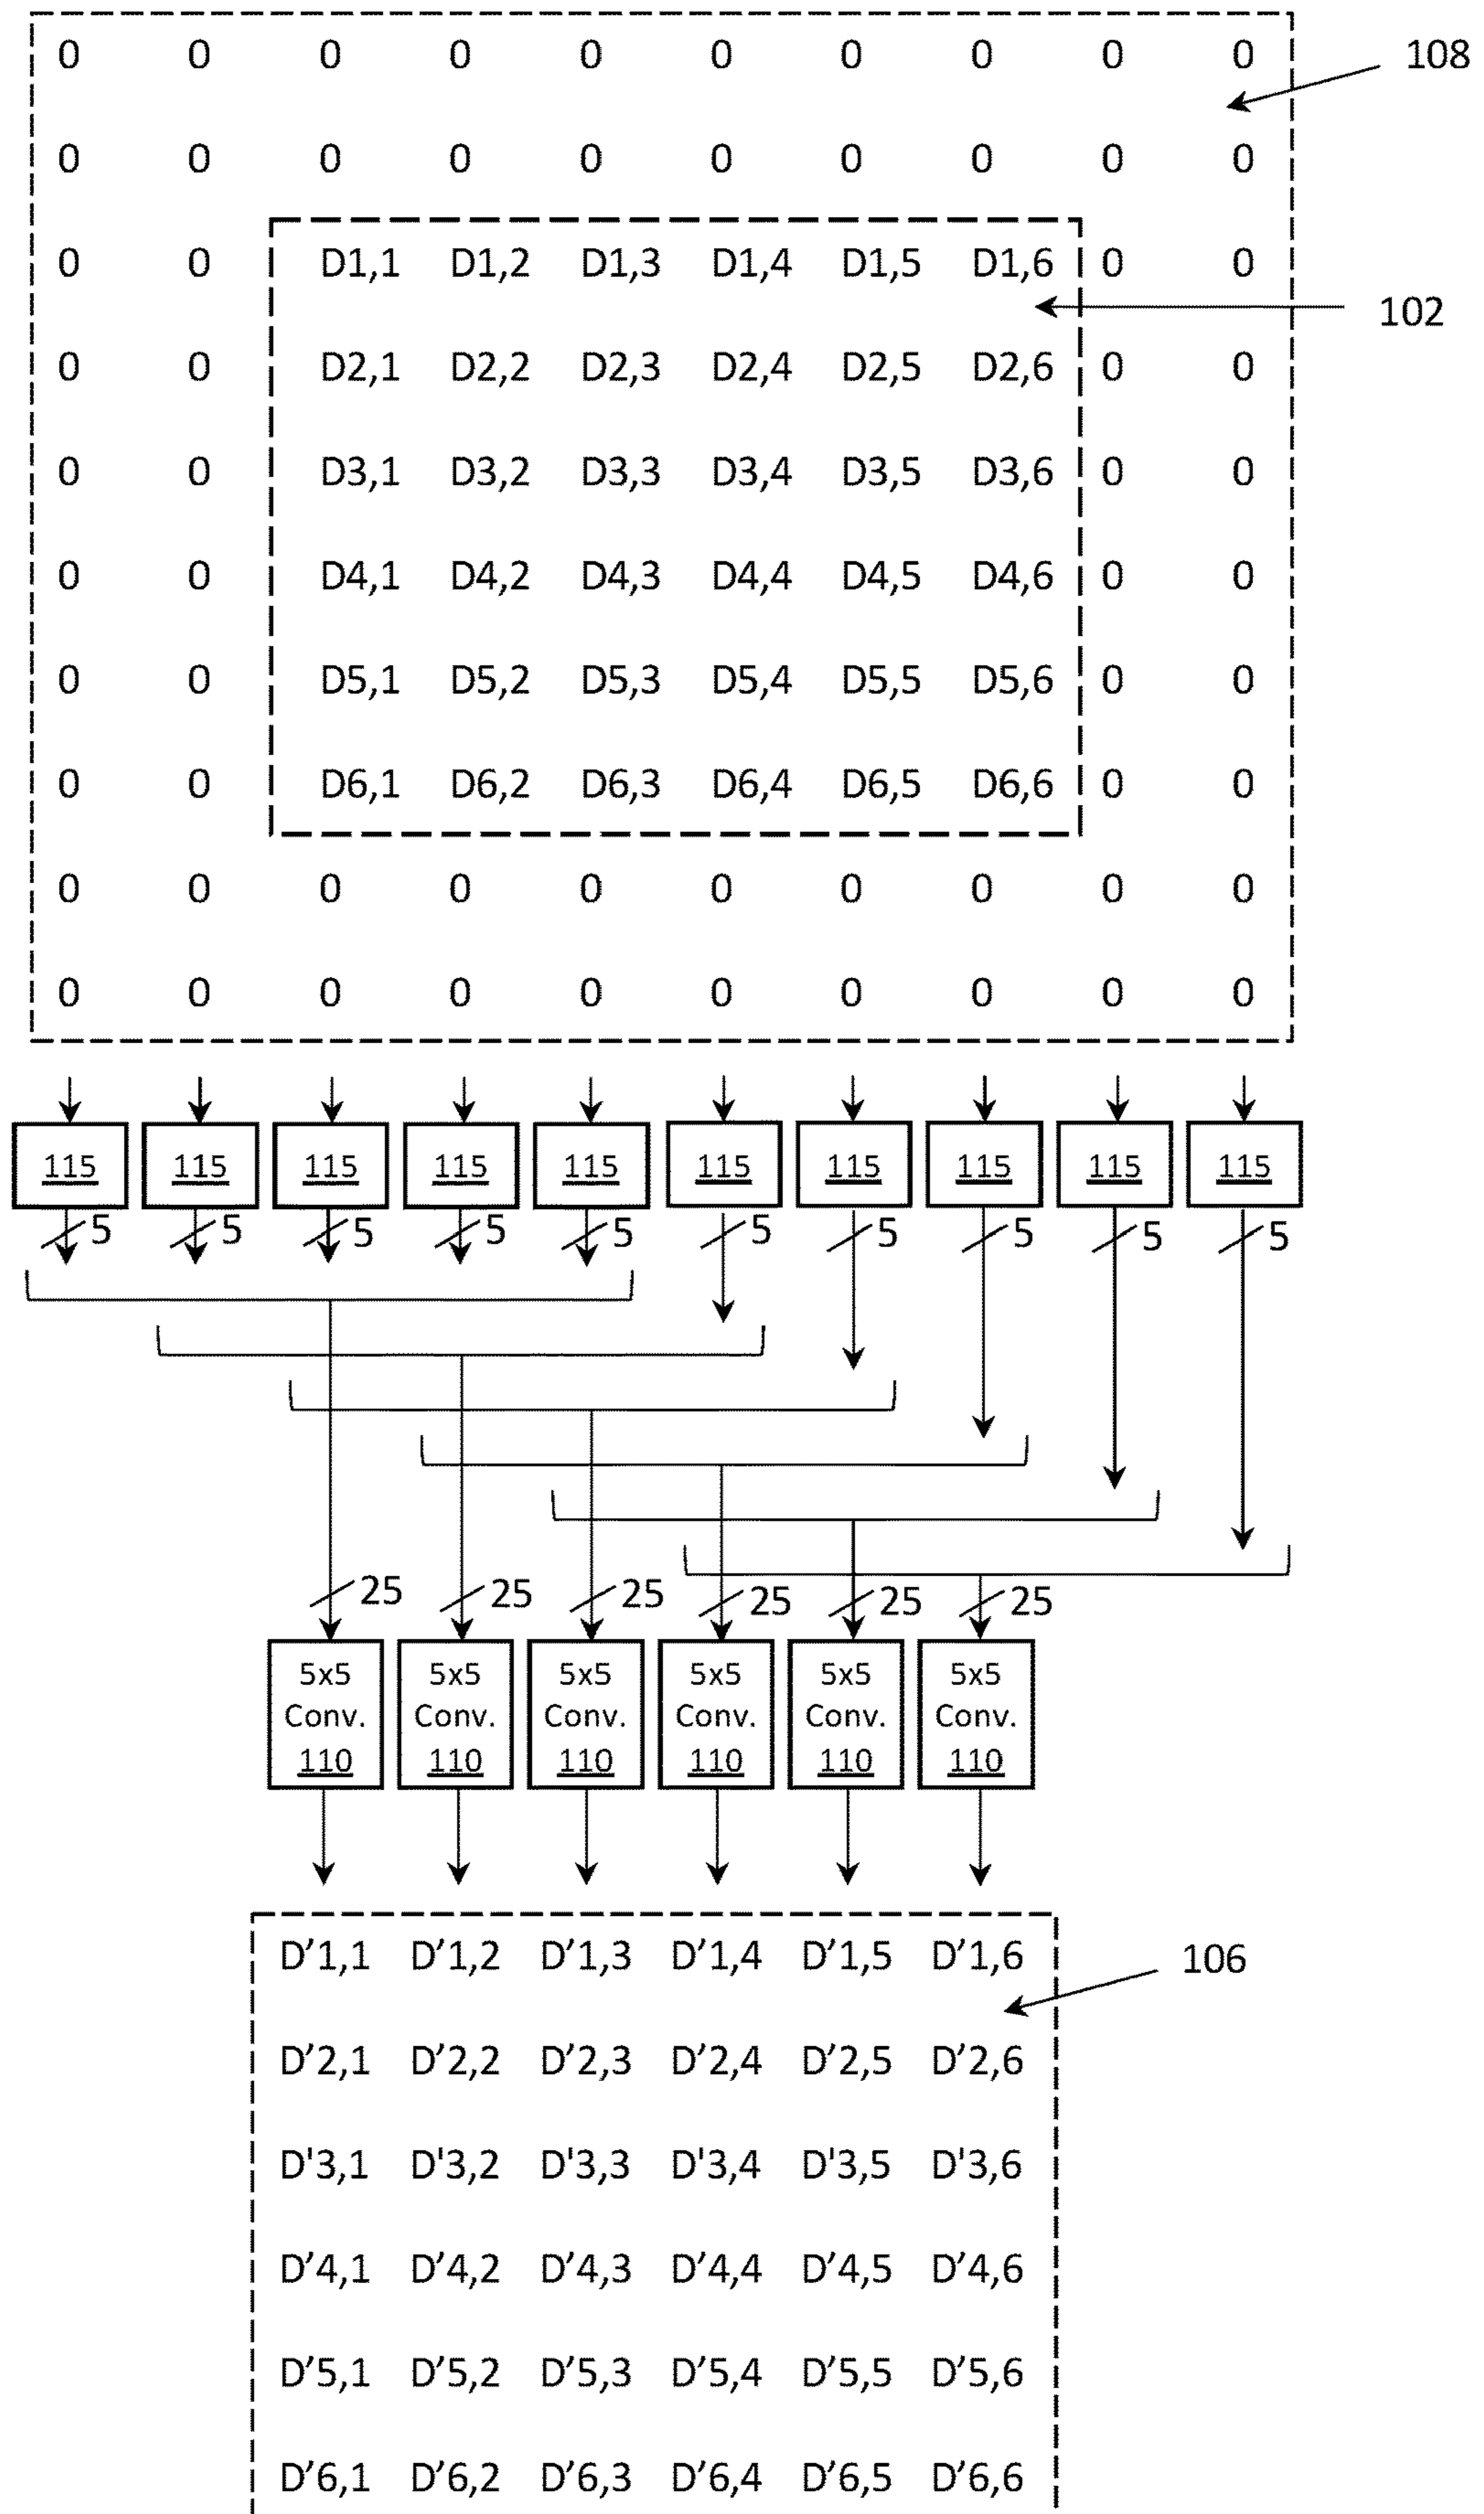 0 0 0 0 0 0 0 0 0 0 108
0 0 0 0 0 0 0 0 0 0
0 0 D1,1 D1,2 D1,3 D1,4 D1,5 D1,6 0 0
102
0 0 D2,1 D2,2 D2,3 D2,4 D2,5 D2,6 0 0
0 0 D3,1 D3,2 D3,3 D3,4 D3,5 D3,6 0 0
0 0 D4,1 D4,2 D4,3 D4,4 D4,5 D4,6 0 0
0 0 D5,1 D5,2 D5,3 D5,4 D5,5 D5,6 0 0
0 0 D6,1 D6,2 D6,3 D6,4 D6,5 D6,6 0 0
0 0 0 0 0 0 0 0 0 0
0 0 0 0 0 0 0 0 0 0
115 115 115 115 115 115 115 115 115 115
5 5 5 5 5 5 5 5 5 5
25 25 25 25 25 25
5x5 5x5 5x5 5x5 5x5 5x5
Conv. Conv. Conv. Conv. Conv. Conv.
110 110 110 110 110 110
D’1,1 D’1,2 D’1,3 D’1,4 D’1,5 D’1,6 106
D’2,1 D’2,2 D’2,3 D’2,4 D’2,5 D’2,6
D'3,1 D'3,2 D'3,3 D'3,4 D'3,5 D'3,6
D’4,1 D’4,2 D’4,3 D’4,4 D’4,5 D’4,6
D’5,1 D’5,2 D’5,3 D’5,4 D’5,5 D’5,6
D’6,1 D’6,2 D’6,3 D’6,4 D’6,5 D’6,6